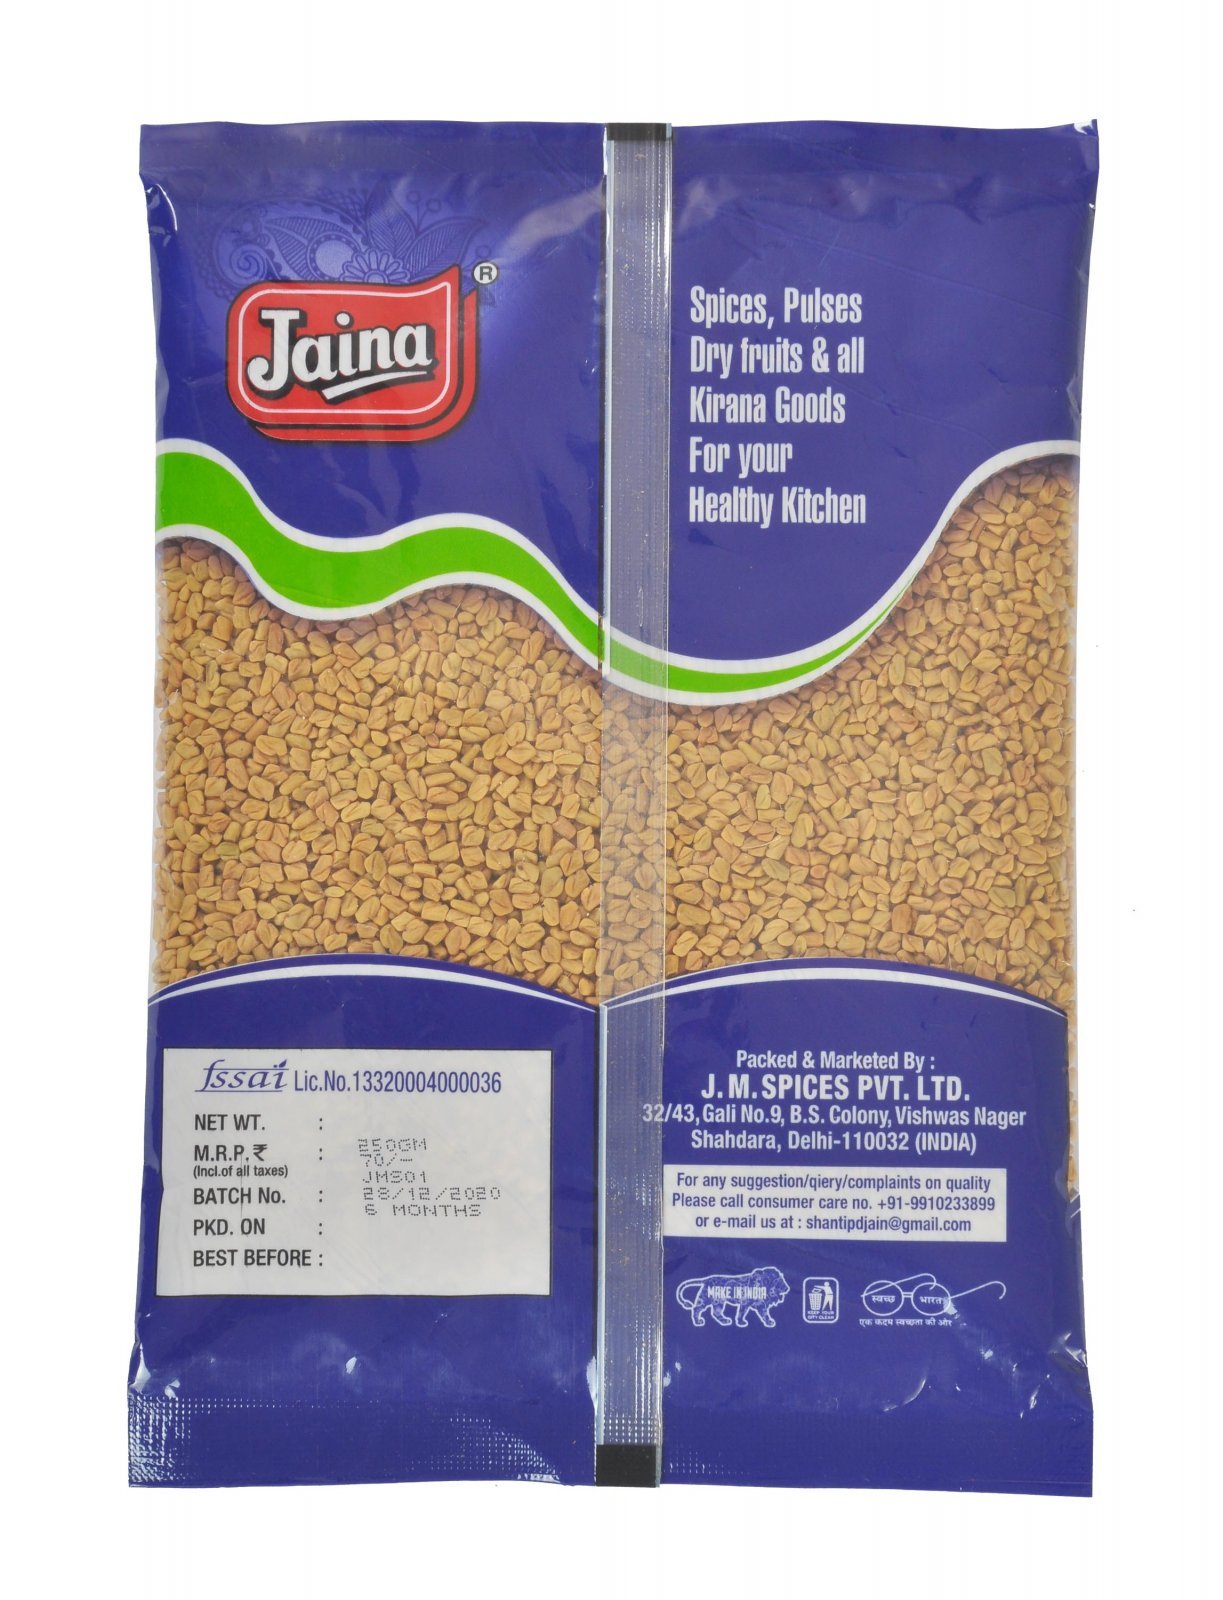 Jaina
®
Spices, Pulses
Dry fruits & all
Kirana Goods
For your
Healthy Kitchen
fssai Lic.No.13320004000036
NET WT. :
M.R.P. ₹ :
(Incl.of all taxes)
BATCH No. :
PKD. ON :
BEST BEFORE :
250GM
70/-
JMS01
28/12/2020
6 MONTHS
Packed & Marketed By :
J. M. SPICES PVT. LTD.
32/43, Gali No.9, B.S. Colony, Vishwas Nager
Shahdara, Delhi-110032 (INDIA)
For any suggestion/qiery/complaints on quality
Please call consumer care no. +91-9910233899
or e-mail us at : shantipdjain@gmail.com
MAKE IN INDIA
KEEP YOUR
CITY CLEAN
स्वच्छ भारत
एक कदम स्वच्छता की ओर